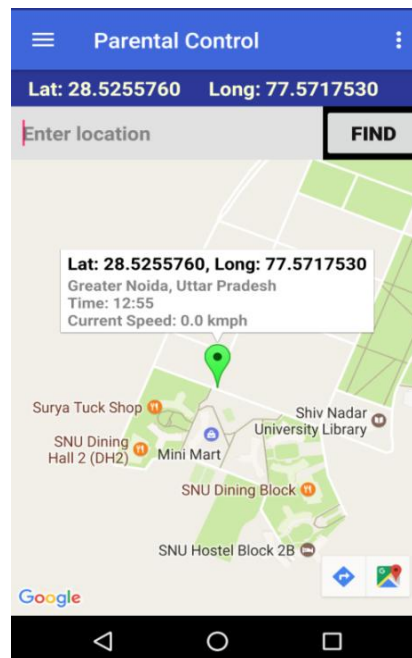 Parental Control
Lat: 28.5255760 Long: 77.5717530
Enter location
FIND
Lat: 28.5255760, Long: 77.5717530
Greater Noida, Uttar Pradesh
Time: 12:55
Current Speed: 0.0 kmph
Surya Tuck Shop
Shiv Nadar
University Library
SNU Dining
Hall 2 (DH2)
Mini Mart
SNU Dining Block
SNU Hostel Block 2B
Google